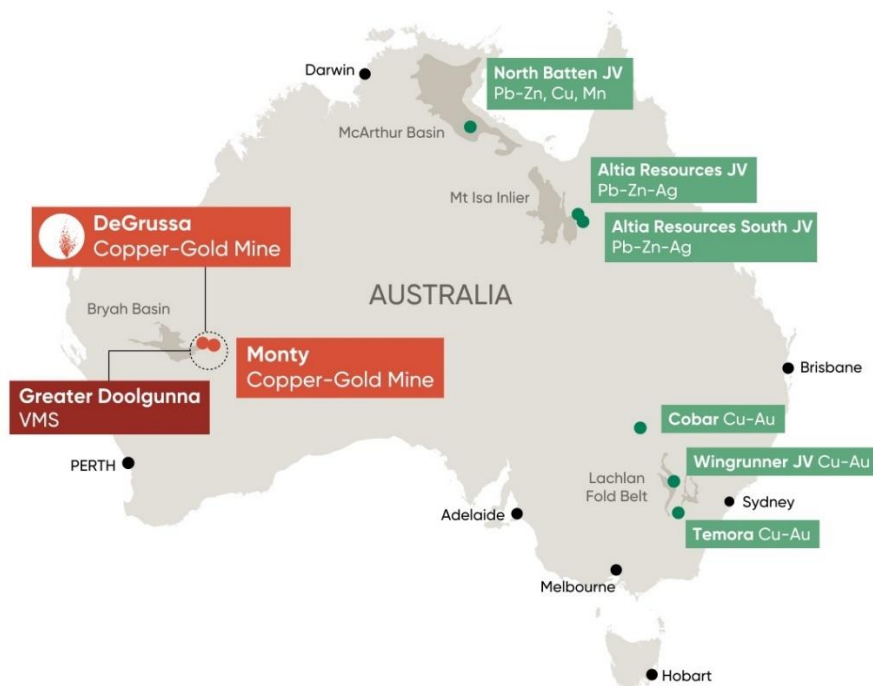 Darwin
North Batten JV
Pb-Zn, Cu, Mn
McArthur Basin
Altia Resources JV
Pb-Zn-Ag
Mt Isa Inlier
Altia Resources South JV
Pb-Zn-Ag
DeGrussa
Copper-Gold Mine
AUSTRALIA
Bryah Basin
Monty
Copper-Gold Mine
Greater Doolgunna
VMS
Brisbane
Cobar Cu-Au
PERTH
Wingrunner JV Cu-Au
Lachlan
Fold Belt
Sydney
Adelaide
Temora Cu-Au
Melbourne
Hobart